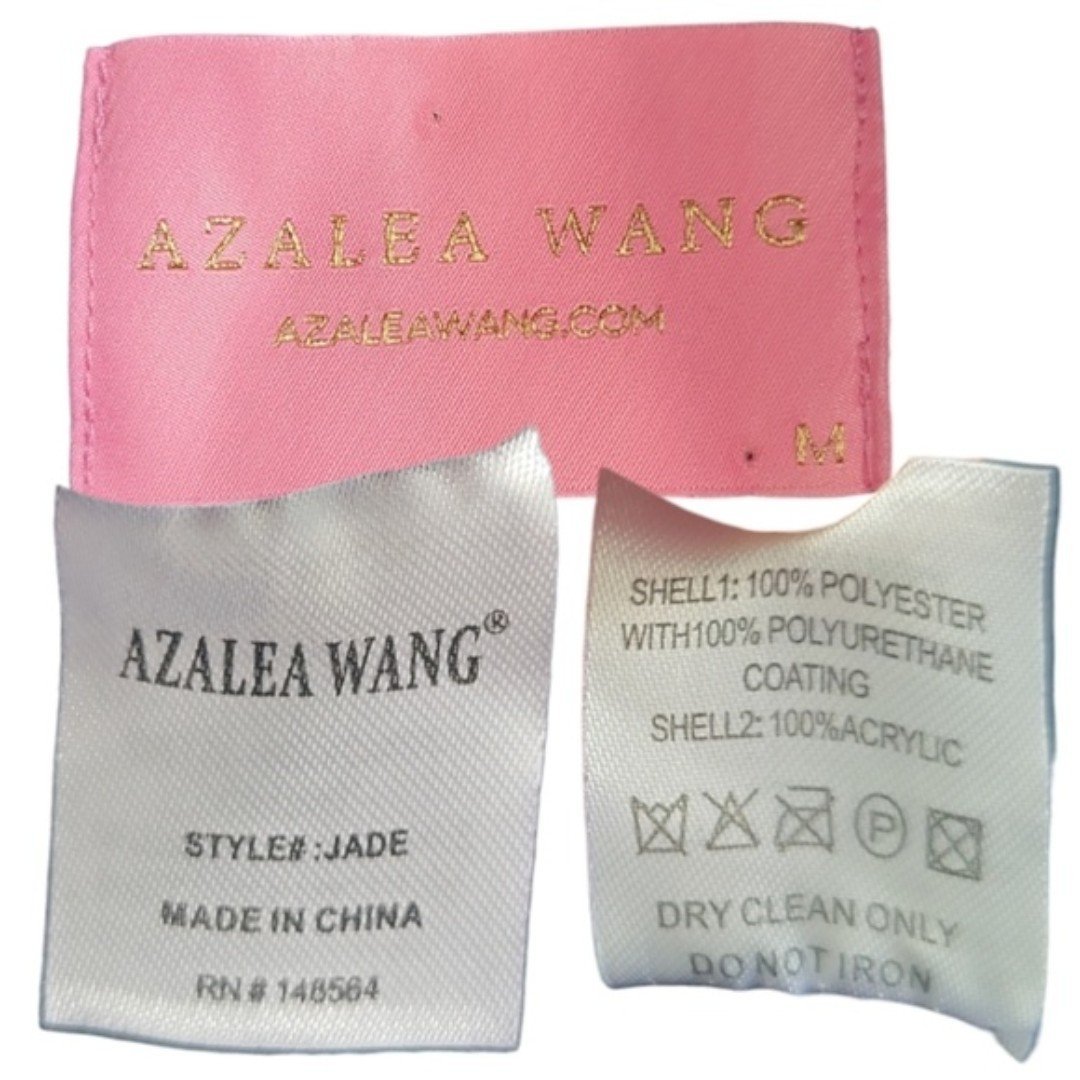 AZALEA WANG
AZALEAWANG.COM
M
AZALEA WANG®
STYLE#:JADE
MADE IN CHINA
RN # 148564
SHELL1: 100% POLYESTER
WITH100% POLYURETHANE
COATING
SHELL2: 100%ACRYLIC
P
DRY CLEAN ONLY
DO NOT IRON